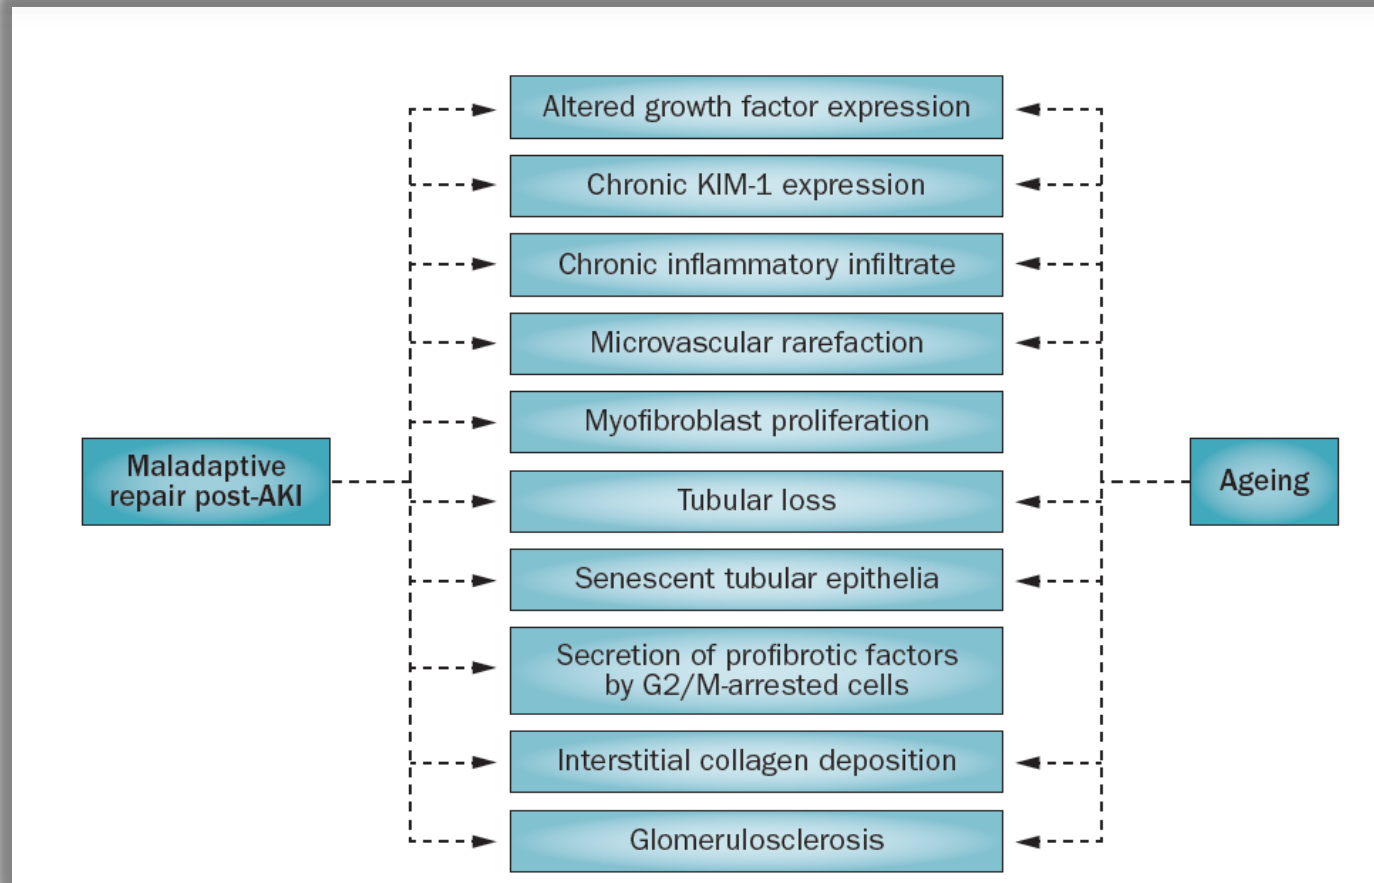 Altered growth factor expression
Chronic KIM-1 expression
Chronic inflammatory infiltrate
Microvascular rarefaction
Myofibroblast proliferation
Maladaptive
repair post-AKI
Ageing
Tubular loss
Senescent tubular epithelia
Secretion of profibrotic factors
by G2/M-arrested cells
Interstitial collagen deposition
Glomerulosclerosis